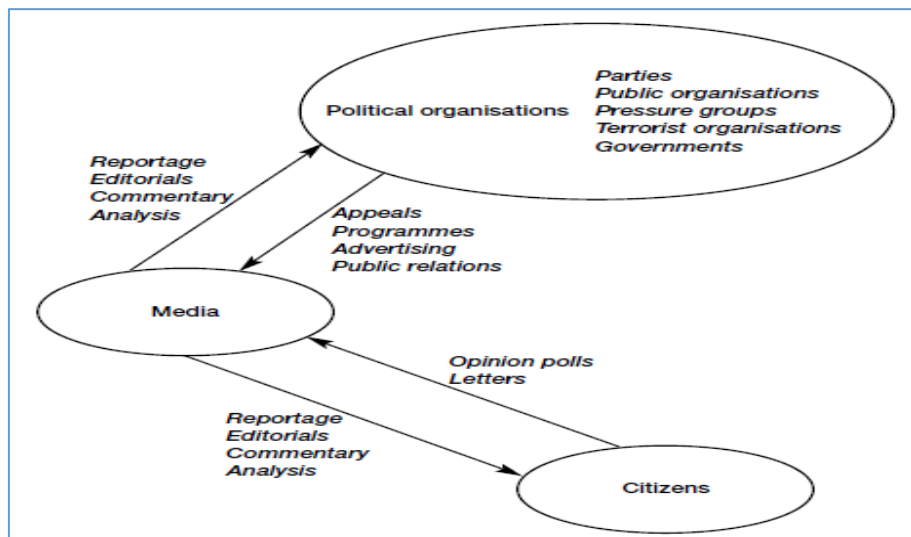 Political organisations
Parties
Public organisations
Pressure groups
Terrorist organisations
Governments
Reportage
Editorials
Commentary
Analysis
Appeals
Programmes
Advertising
Public relations
Media
Opinion polls
Letters
Reportage
Editorials
Commentary
Analysis
Citizens